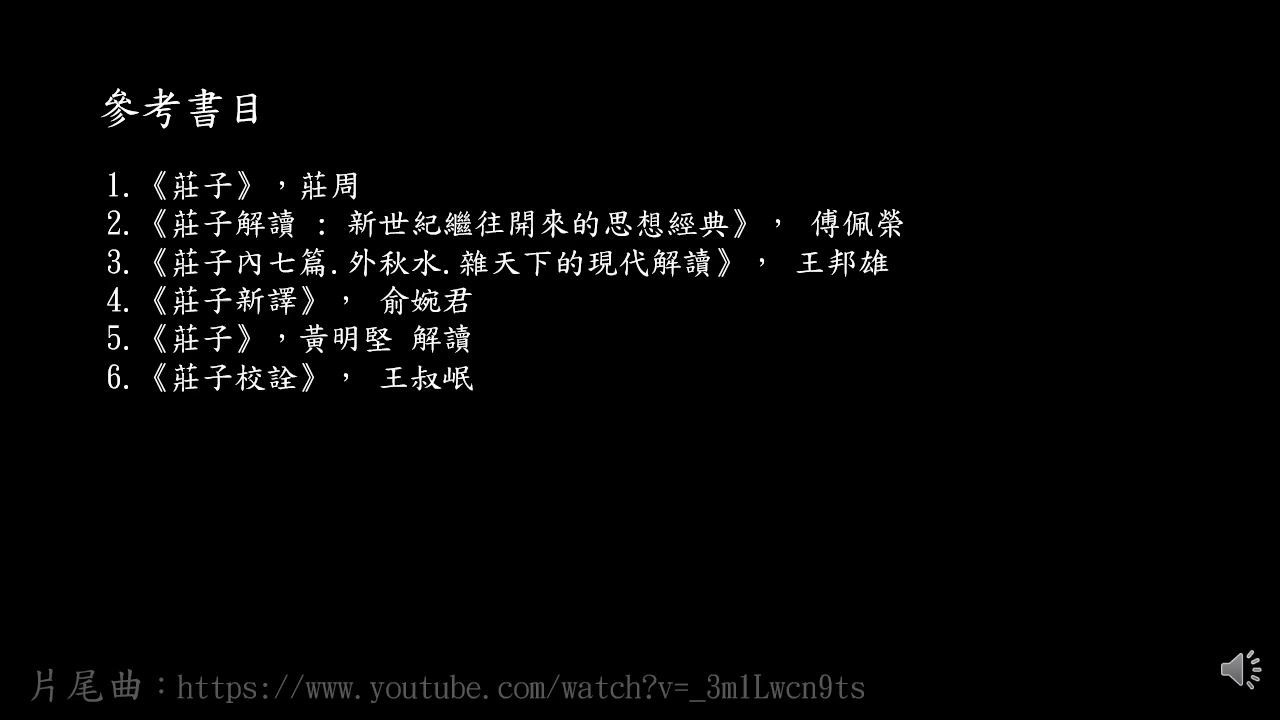 參考書目
1.《莊子》，莊周
2.《莊子解讀 : 新世紀繼往開來的思想經典》， 傅佩榮
3.《莊子內七篇.外秋水.雜天下的現代解讀》， 王邦雄
4.《莊子新譯》， 俞婉君
5.《莊子》，黃明堅 解讀
6.《莊子校詮》， 王叔岷
片尾曲：https://www.youtube.com/watch?v=_3m1Lwcn9ts